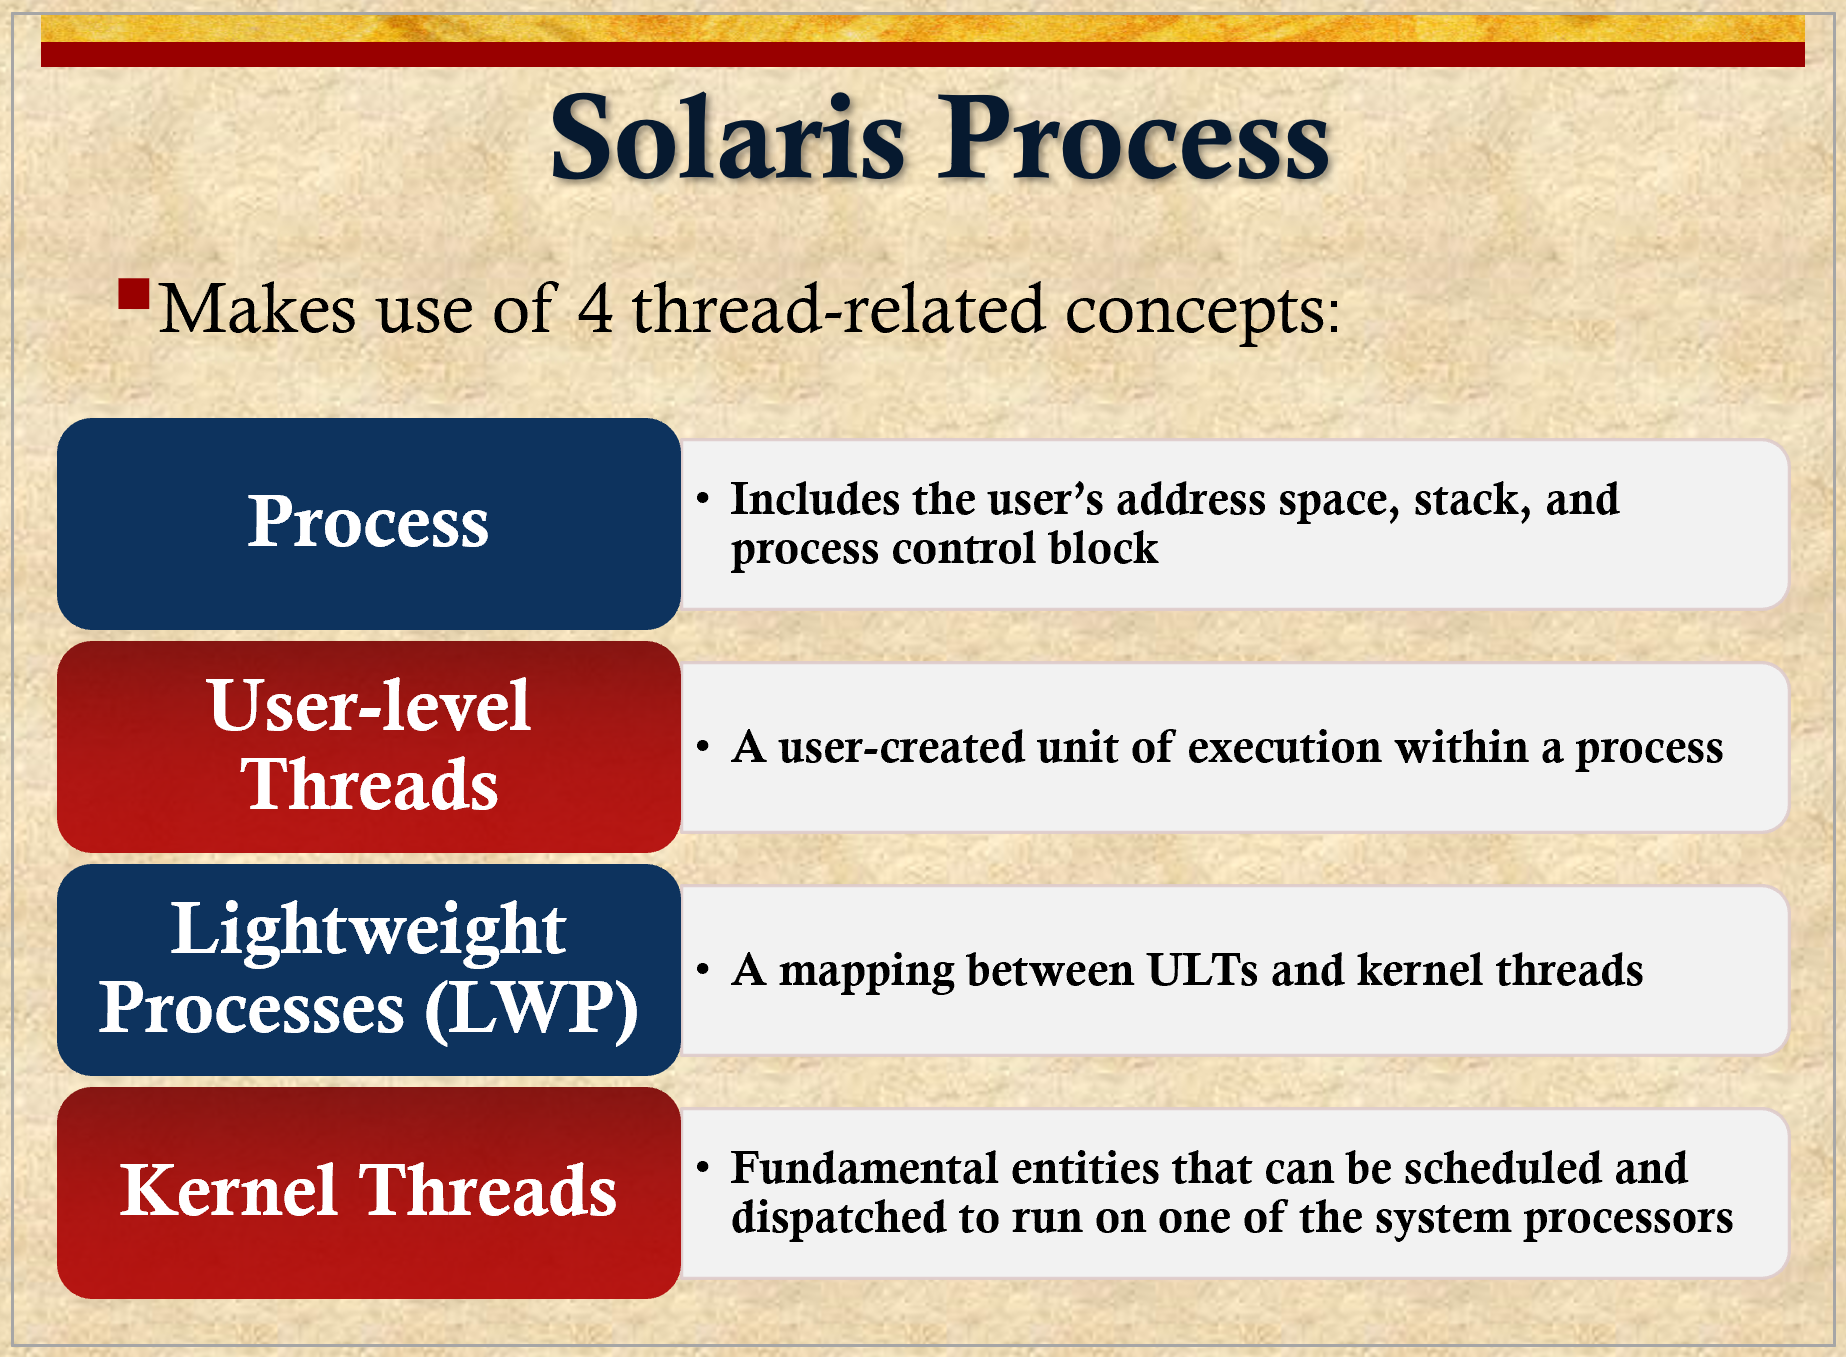 Solaris Process
Makes use of 4 thread-related concepts:
Process
• Includes the user’s address space, stack, and
process control block
User-level
Threads
• A user-created unit of execution within a process
Lightweight
Processes (LWP)
• A mapping between ULTs and kernel threads
Kernel Threads
• Fundamental entities that can be scheduled and
dispatched to run on one of the system processors